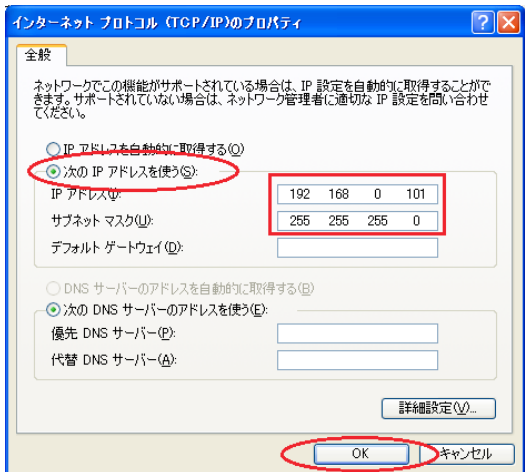 インターネット プロトコル (TCP/IP)のプロパティ
全般
ネットワークでこの機能がサポートされている場合は、IP 設定を自動的に取得することがで
きます。サポートされていない場合は、ネットワーク管理者に適切な IP 設定を問い合わせ
てください。
IP アドレスを自動的に取得する(O)
次の IP アドレスを使う(S):
IP アドレス(I): 192 168 0 101
サブネット マスク(U): 255 255 255 0
デフォルト ゲートウェイ(D):
DNS サーバーのアドレスを自動的に取得する(B)
次の DNS サーバーのアドレスを使う(E):
優先 DNS サーバー(P):
代替 DNS サーバー(A):
詳細設定(V)...
OK キャンセル